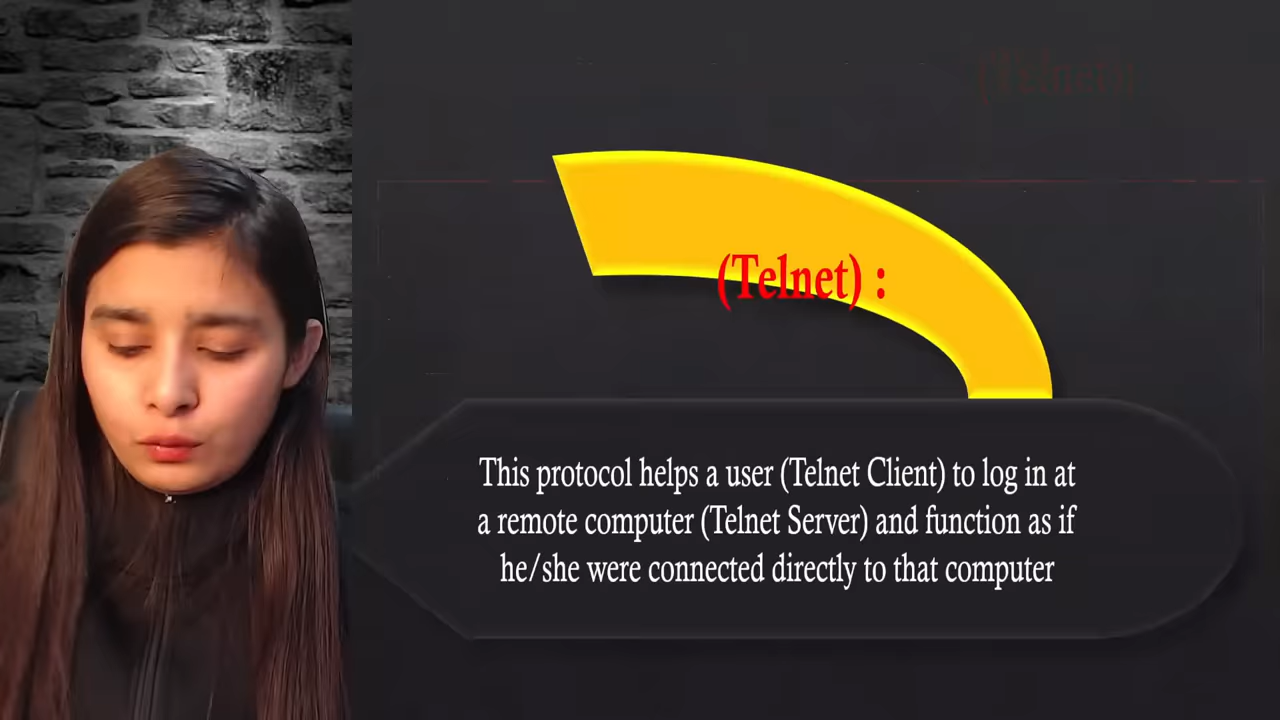 (Telnet)
(Telnet) :
This protocol helps a user (Telnet Client) to log in at
a remote computer (Telnet Server) and function as if
he/she were connected directly to that computer